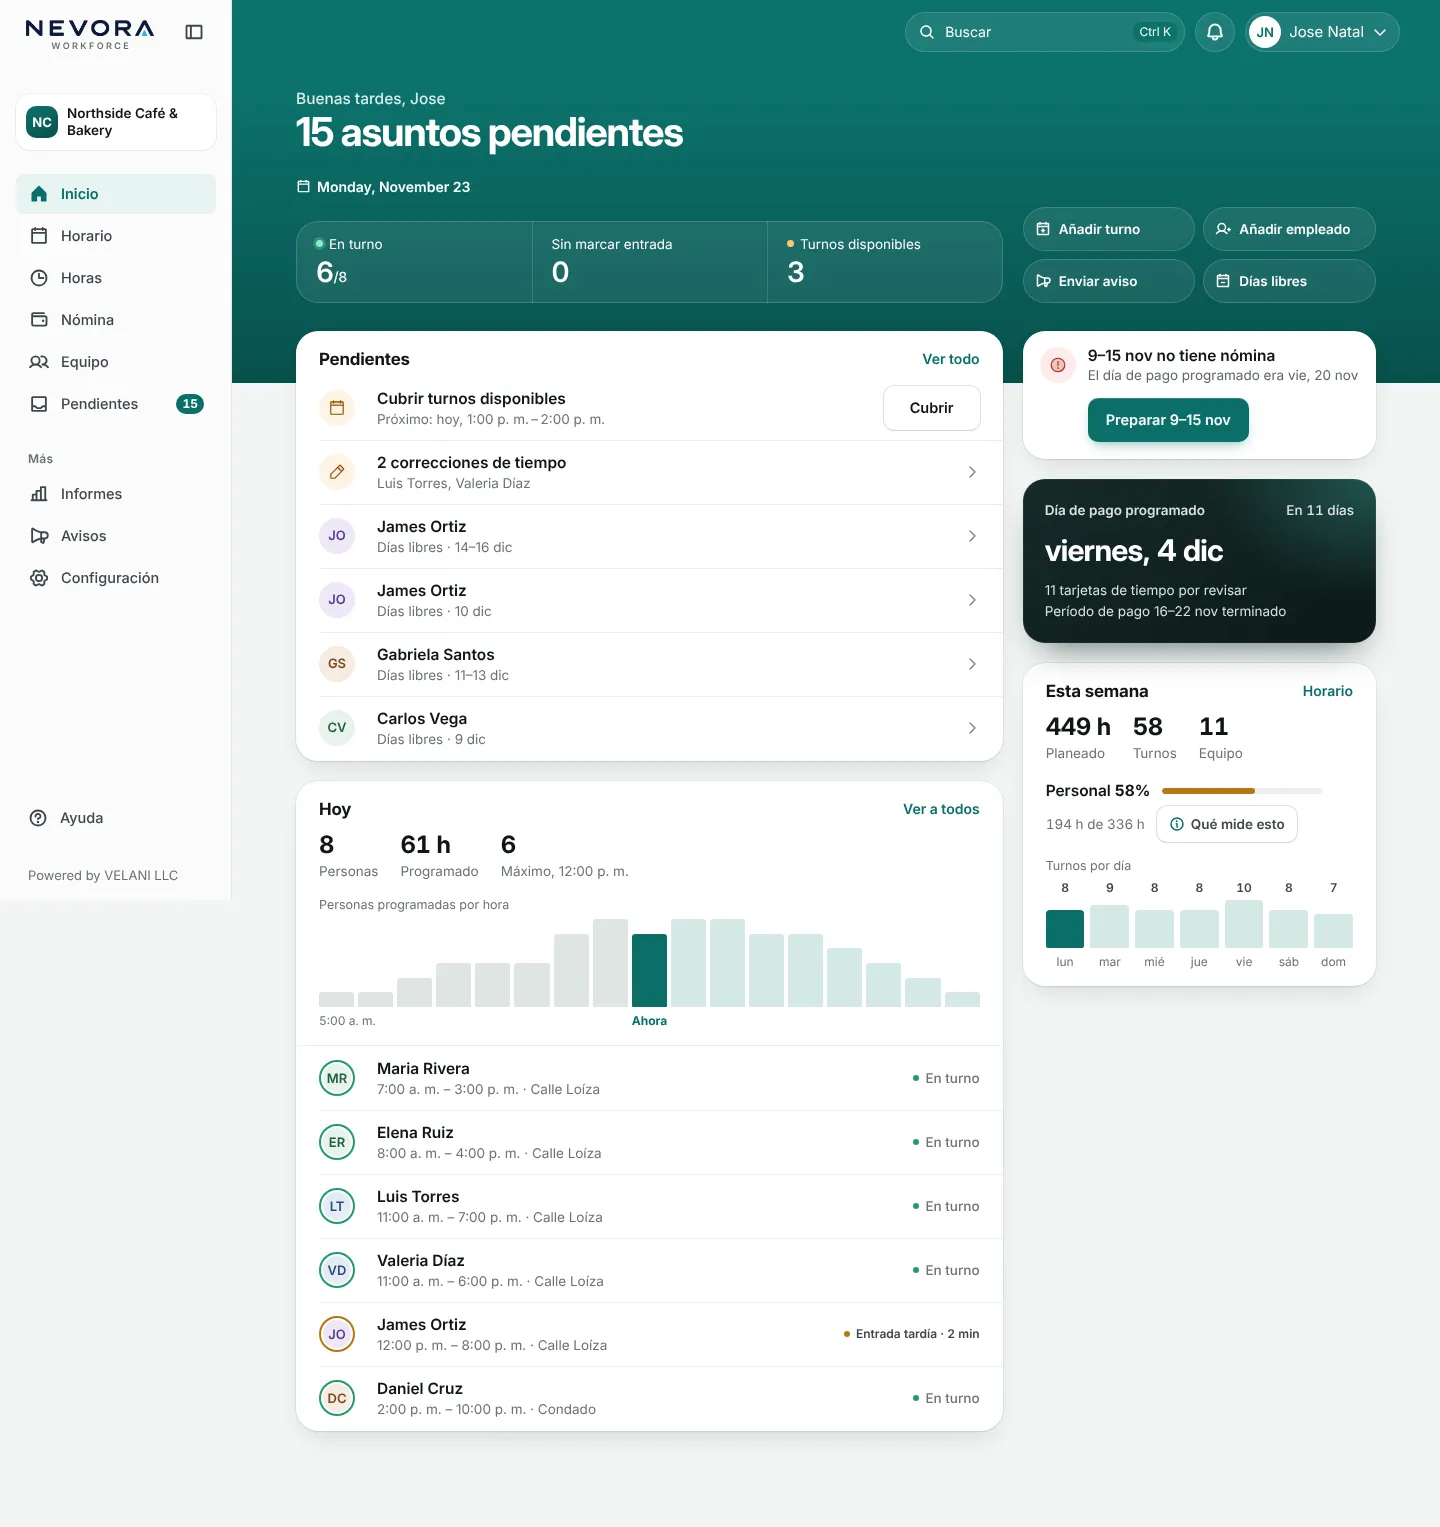 NEVORA
WORKFORCE
Buscar
Ctrl K
JN
Jose Natal
NC
Northside Café &
Bakery
Inicio
Horario
Horas
Nómina
Equipo
Pendientes
15
Más
Informes
Avisos
Configuración
Ayuda
Powered by VELANI LLC
Buenas tardes, Jose
15 asuntos pendientes
Monday, November 23
En turno
6/8
Sin marcar entrada
0
Turnos disponibles
3
Añadir turno
Añadir empleado
Enviar aviso
Días libres
Pendientes
Ver todo
Cubrir turnos disponibles
Próximo: hoy, 1:00 p. m. – 2:00 p. m.
Cubrir
2 correcciones de tiempo
Luis Torres, Valeria Díaz
JO
James Ortiz
Días libres · 14–16 dic
JO
James Ortiz
Días libres · 10 dic
GS
Gabriela Santos
Días libres · 11–13 dic
CV
Carlos Vega
Días libres · 9 dic
9–15 nov no tiene nómina
El día de pago programado era vie, 20 nov
Preparar 9–15 nov
Día de pago programado
En 11 días
viernes, 4 dic
11 tarjetas de tiempo por revisar
Período de pago 16–22 nov terminado
Esta semana
Horario
449 h
58
11
Planeado
Turnos
Equipo
Personal 58%
194 h de 336 h
Qué mide esto
Turnos por día
8 9 8 8 10 8 7
lun mar mié jue vie sáb dom
Hoy
Ver a todos
8
61 h
6
Personas
Programado
Máximo, 12:00 p. m.
Personas programadas por hora
5:00 a. m.
Ahora
MR
Maria Rivera
7:00 a. m. – 3:00 p. m. · Calle Loíza
En turno
ER
Elena Ruiz
8:00 a. m. – 4:00 p. m. · Calle Loíza
En turno
LT
Luis Torres
11:00 a. m. – 7:00 p. m. · Calle Loíza
En turno
VD
Valeria Díaz
11:00 a. m. – 6:00 p. m. · Calle Loíza
En turno
JO
James Ortiz
12:00 p. m. – 8:00 p. m. · Calle Loíza
Entrada tardía · 2 min
DC
Daniel Cruz
2:00 p. m. – 10:00 p. m. · Condado
En turno